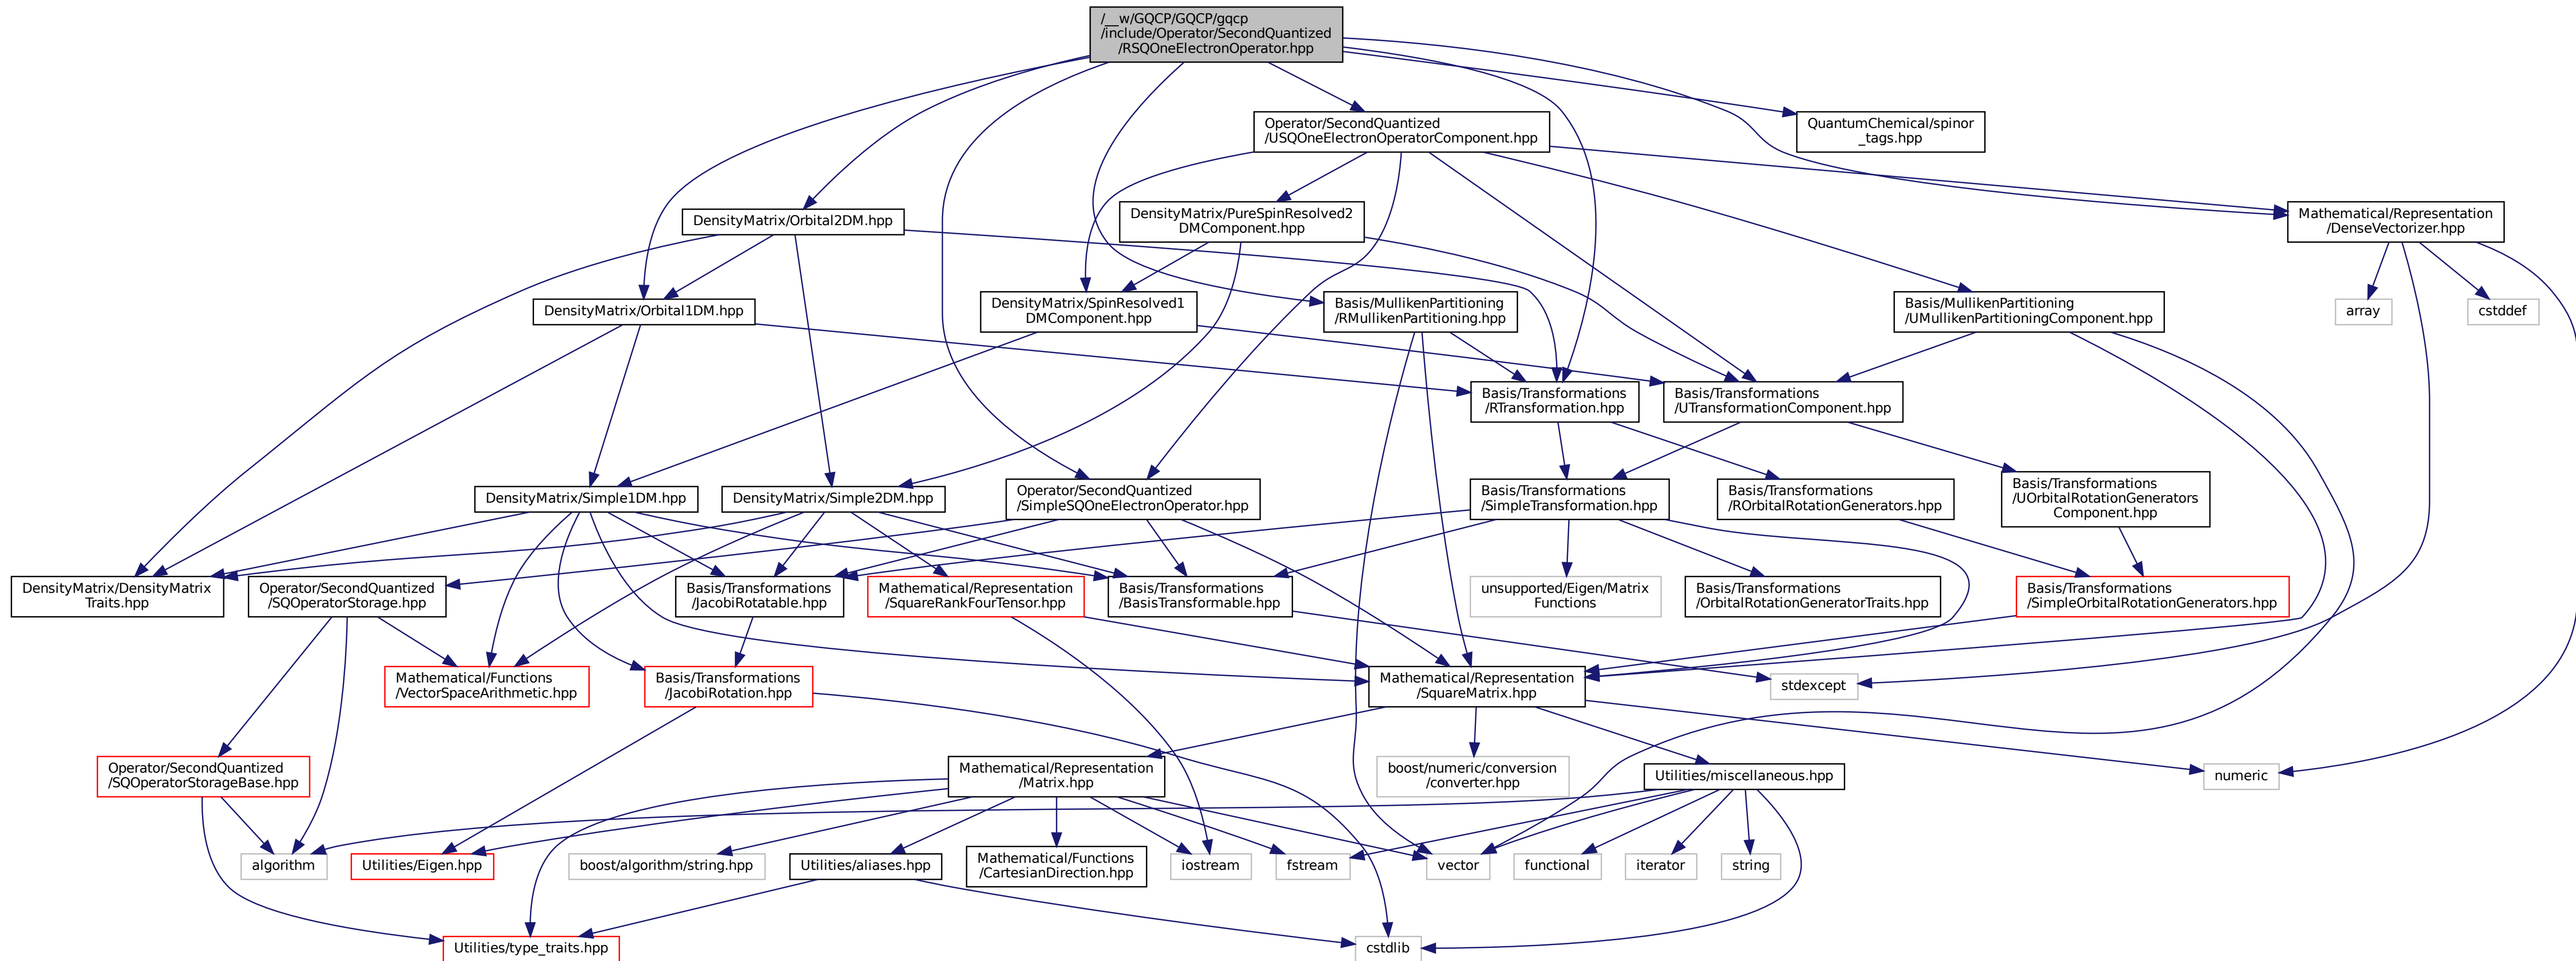 /__w/GQCP/GQCP/gqcp
/include/Operator/SecondQuantized
/RSQOneElectronOperator.hpp
Operator/SecondQuantized
/USQOneElectronOperatorComponent.hpp
QuantumChemical/spinor
_tags.hpp
DensityMatrix/Orbital2DM.hpp
DensityMatrix/PureSpinResolved2
DMComponent.hpp
Mathematical/Representation
/DenseVectorizer.hpp
DensityMatrix/Orbital1DM.hpp
DensityMatrix/SpinResolved1
DMComponent.hpp
Basis/MullikenPartitioning
/RMullikenPartitioning.hpp
Basis/MullikenPartitioning
/UMullikenPartitioningComponent.hpp
array
cstddef
Basis/Transformations
/RTransformation.hpp
Basis/Transformations
/UTransformationComponent.hpp
DensityMatrix/Simple1DM.hpp
DensityMatrix/Simple2DM.hpp
Operator/SecondQuantized
/SimpleSQOneElectronOperator.hpp
Basis/Transformations
/SimpleTransformation.hpp
Basis/Transformations
/ROrbitalRotationGenerators.hpp
Basis/Transformations
/UOrbitalRotationGenerators
Component.hpp
DensityMatrix/DensityMatrix
Traits.hpp
Operator/SecondQuantized
/SQOperatorStorage.hpp
Basis/Transformations
/JacobiRotatable.hpp
Mathematical/Representation
/SquareRankFourTensor.hpp
Basis/Transformations
/BasisTransformable.hpp
unsupported/Eigen/Matrix
Functions
Basis/Transformations
/OrbitalRotationGeneratorTraits.hpp
Basis/Transformations
/SimpleOrbitalRotationGenerators.hpp
Mathematical/Functions
/VectorSpaceArithmetic.hpp
Basis/Transformations
/JacobiRotation.hpp
Mathematical/Representation
/SquareMatrix.hpp
stdexcept
Operator/SecondQuantized
/SQOperatorStorageBase.hpp
Mathematical/Representation
/Matrix.hpp
boost/numeric/conversion
/converter.hpp
Utilities/miscellaneous.hpp
numeric
algorithm
Utilities/Eigen.hpp
boost/algorithm/string.hpp
Utilities/aliases.hpp
Mathematical/Functions
/CartesianDirection.hpp
iostream
fstream
vector
functional
iterator
string
Utilities/type_traits.hpp
cstdlib